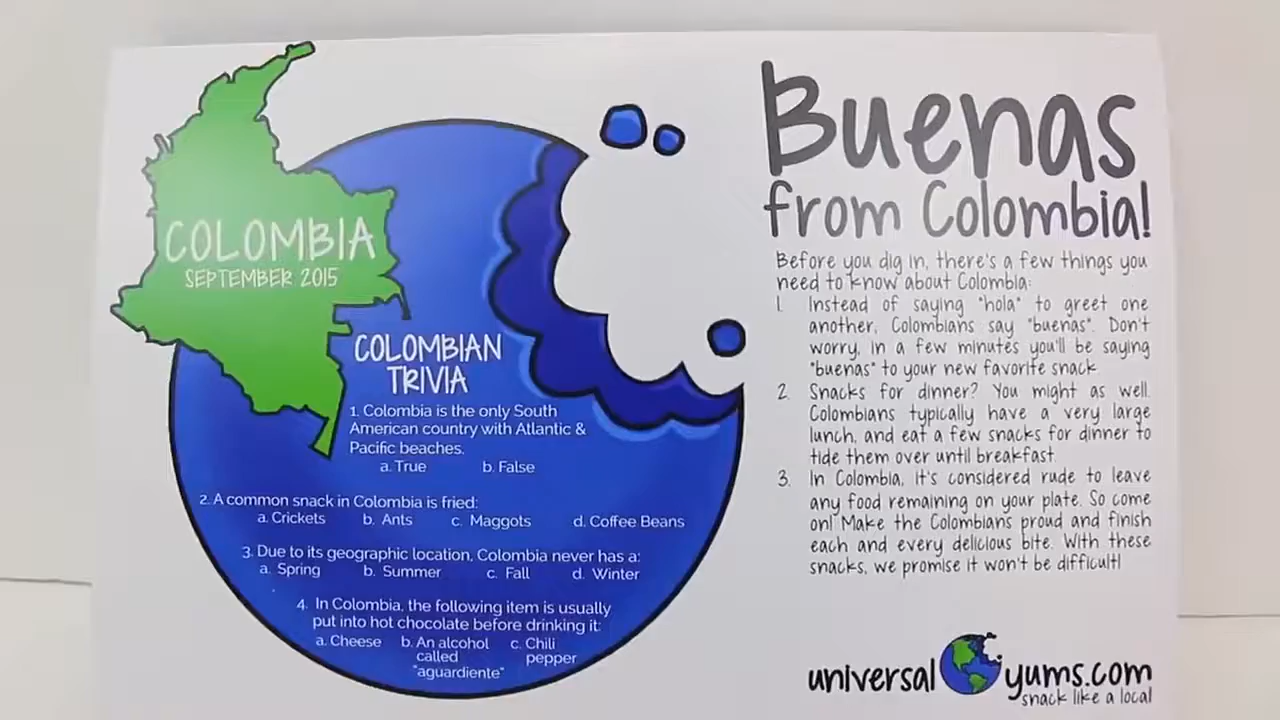 COLOMBIA
SEPTEMBER 2015
COLOMBIAN
TRIVIA
1. Colombia is the only South
American country with Atlantic &
Pacific beaches.
a. True b. False
2. A common snack in Colombia is fried:
a. Crickets b. Ants c. Maggots d. Coffee Beans
3. Due to its geographic location, Colombia never has a:
a. Spring b. Summer c. Fall d. Winter
4. In Colombia, the following item is usually
put into hot chocolate before drinking it:
a. Cheese b. An alcohol c. Chili
called pepper
"aguardiente"
Buenas
from Colombia!
Before you dig in, there's a few things you
need to know about Colombia:
1. Instead of saying "hola" to greet one
another, Colombians say "buenas". Don't
worry, in a few minutes you'll be saying
"buenas" to your new favorite snack.
2. Snacks for dinner? You might as well.
Colombians typically have a very large
lunch, and eat a few snacks for dinner to
tide them over until breakfast.
3. In Colombia, it's considered rude to leave
any food remaining on your plate. So come
on! Make the Colombians proud and finish
each and every delicious bite. With these
snacks, we promise it won't be difficult!
universal yums.com
snack like a local